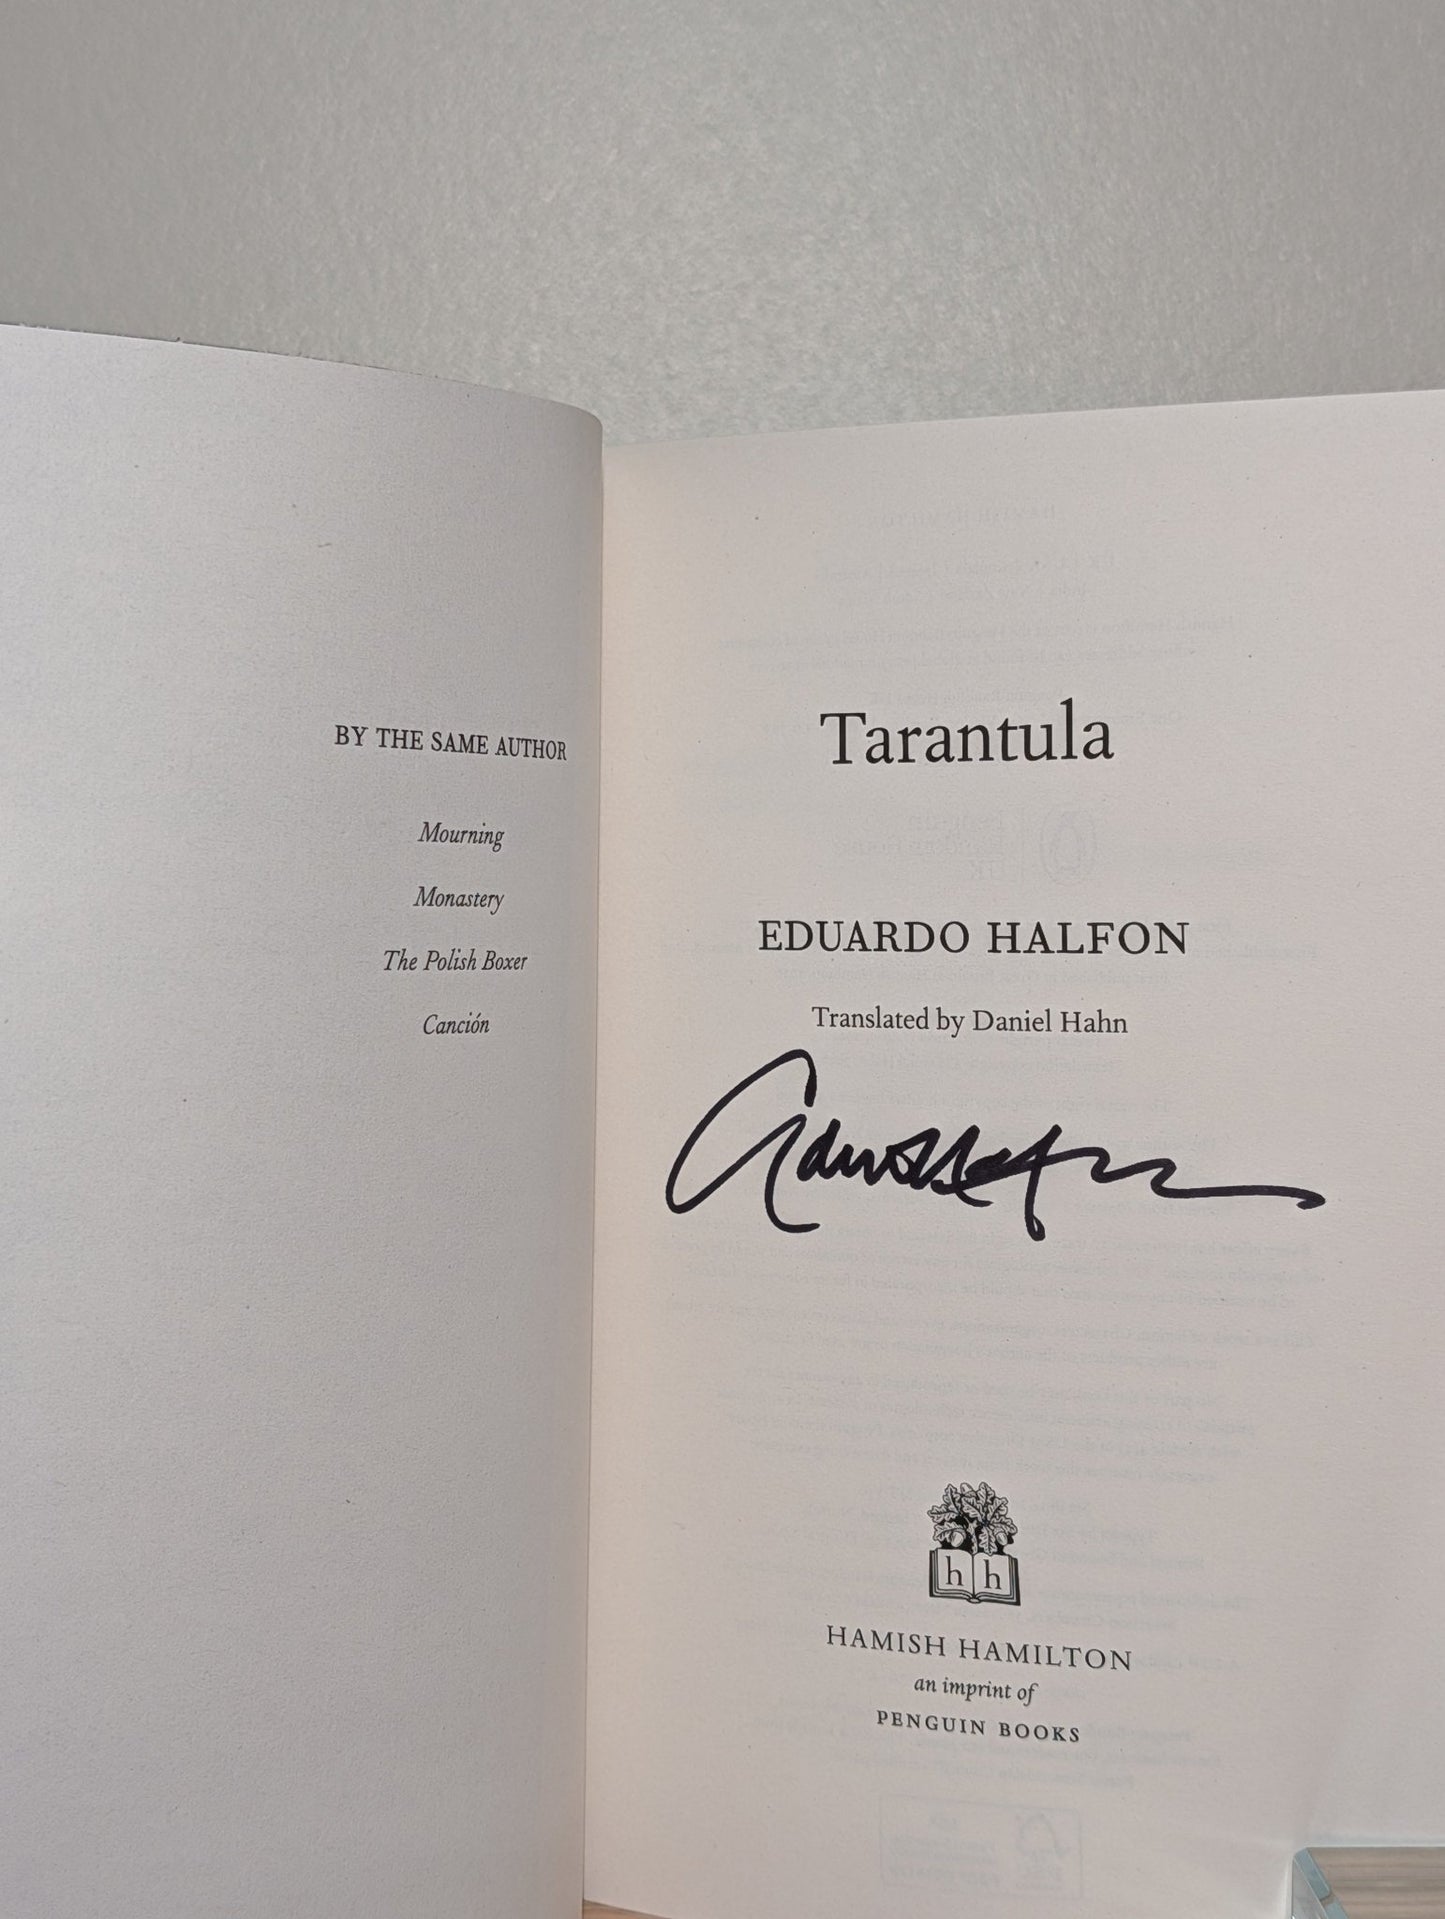 BY THE SAME AUTHOR
Mourning
Monastery
The Polish Boxer
Canción
Tarantula
EDUARDO HALFON
Translated by Daniel Hahn
h h
HAMISH HAMILTON
an imprint of
PENGUIN BOOKS